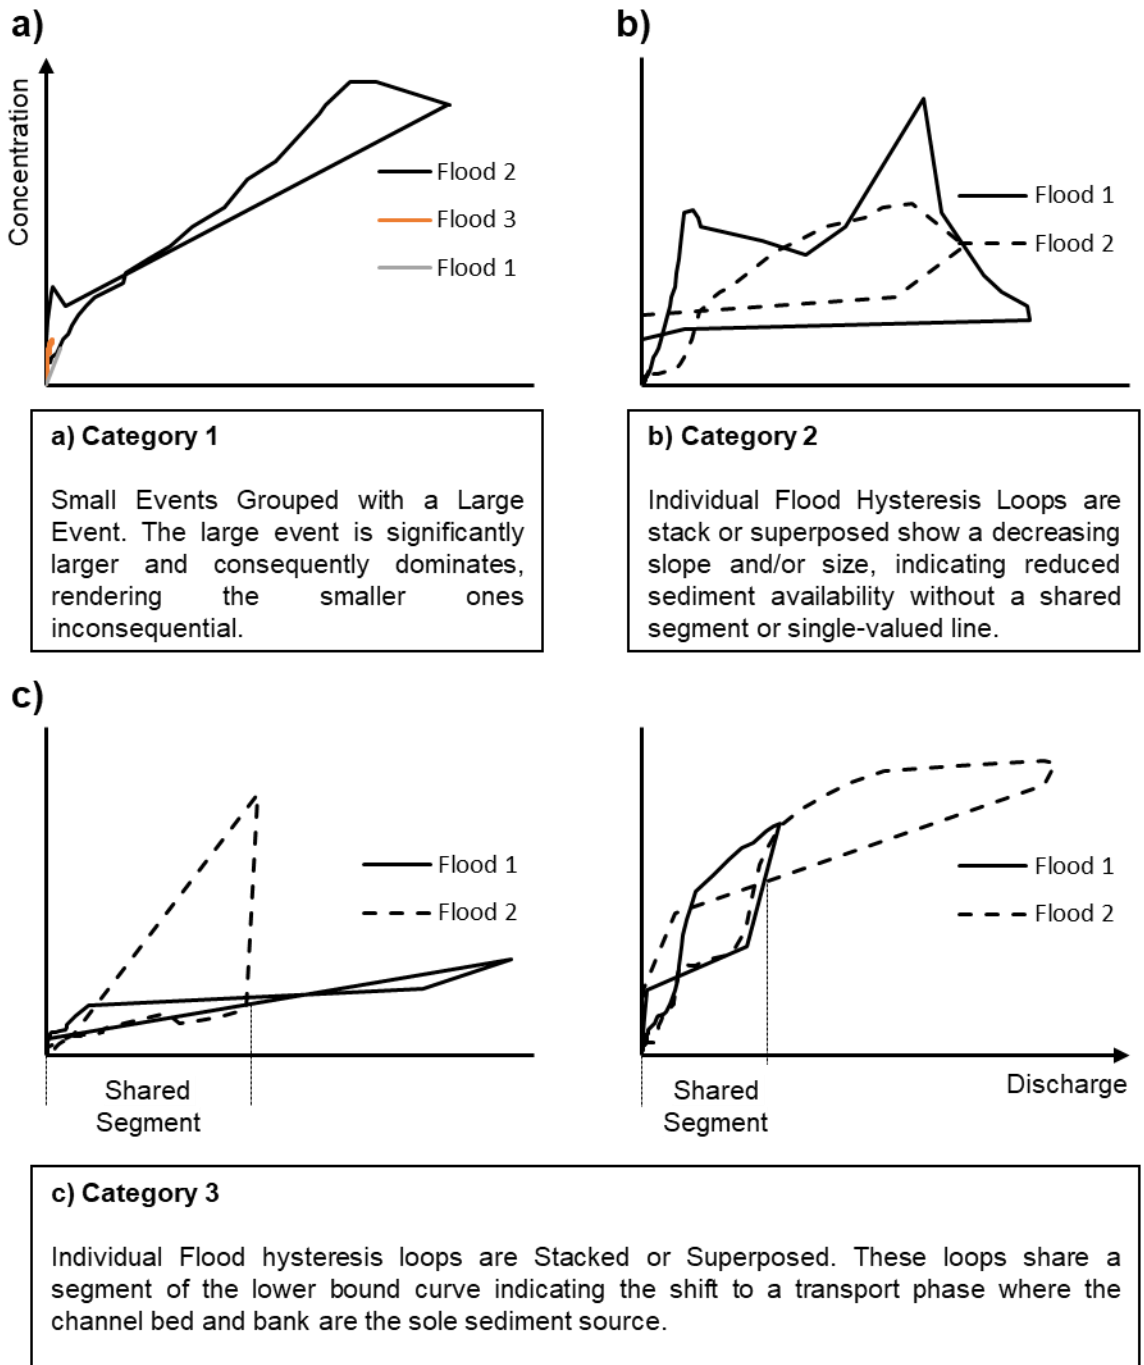 a)
Concentration
Flood 2
Flood 3
Flood 1
b)
Flood 1
Flood 2
a) Category 1
Small Events Grouped with a Large
Event. The large event is significantly
larger and consequently dominates,
rendering the smaller ones
inconsequential.
b) Category 2
Individual Flood Hysteresis Loops are
stack or superposed show a decreasing
slope and/or size, indicating reduced
sediment availability without a shared
segment or single-valued line.
c)
Flood 1
Flood 2
Shared
Segment
Flood 1
Flood 2
Shared
Segment
Discharge
c) Category 3
Individual Flood hysteresis loops are Stacked or Superposed. These loops share a
segment of the lower bound curve indicating the shift to a transport phase where the
channel bed and bank are the sole sediment source.